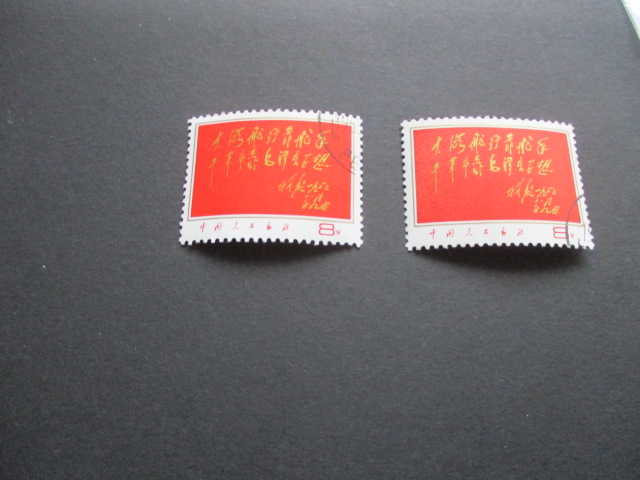 大海航行靠舵手
干革命靠毛泽东思想
林彪
中国人民邮政 8分
大海航行靠舵手
干革命靠毛泽东思想
林彪
中国人民邮政 8分